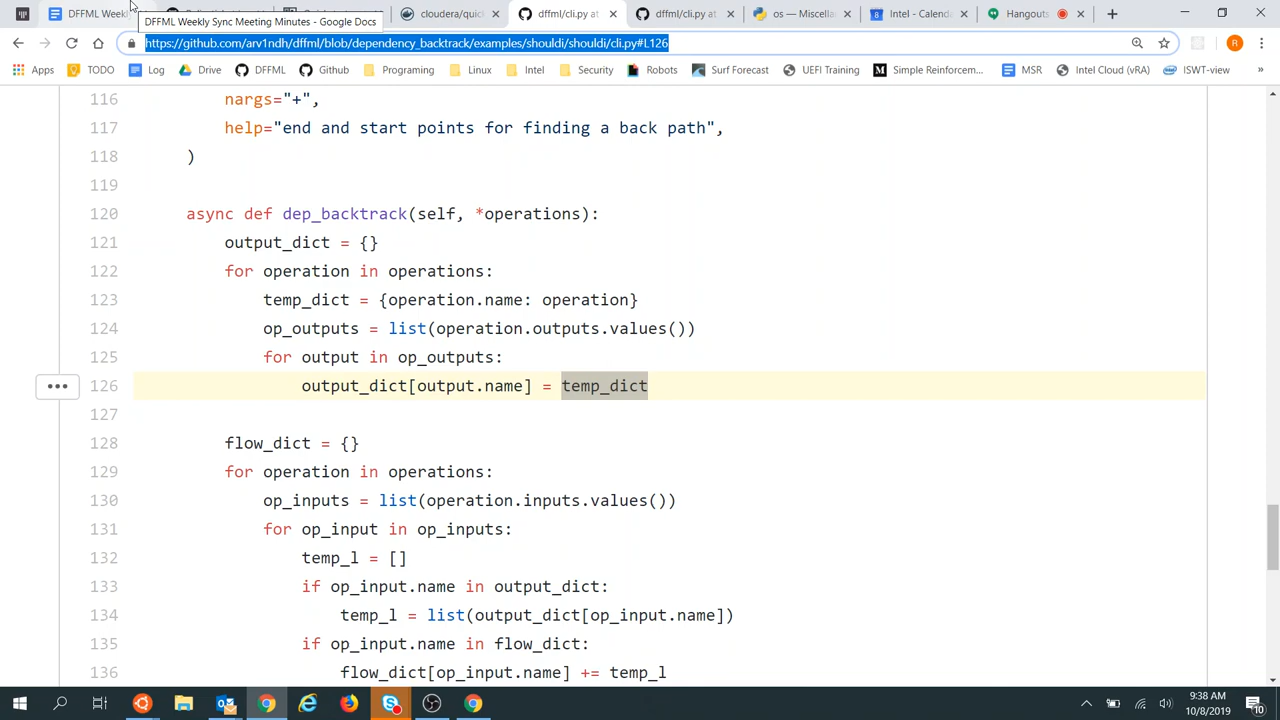 DFFML Weekl
cloudera/quic
dffml/cli.py at
dffml/cli.py at
os — Miscella
Intel - Calenda
Hangouts
DFFML Weekly Sync Meeting Minutes - Google Docs
https://github.com/arv1ndh/dffml/blob/dependency_backtrack/examples/shouldi/shouldi/cli.py#L126
R
Apps
TODO
Log
Drive
DFFML
Github
Programing
Linux
Intel
Security
Robots
Surf Forecast
UEFI Training
Simple Reinforcem...
MSR
Intel Cloud (vRA)
ISWT-view
»
116 nargs="+",
117 help="end and start points for finding a back path",
118 )
119
120 async def dep_backtrack(self, *operations):
121 output_dict = {}
122 for operation in operations:
123 temp_dict = {operation.name: operation}
124 op_outputs = list(operation.outputs.values())
125 for output in op_outputs:
126 output_dict[output.name] = temp_dict
127
128 flow_dict = {}
129 for operation in operations:
130 op_inputs = list(operation.inputs.values())
131 for op_input in op_inputs:
132 temp_l = []
133 if op_input.name in output_dict:
134 temp_l = list(output_dict[op_input.name])
135 if op_input.name in flow_dict:
136 flow_dict[op_input.name] += temp_l
9:38 AM
10/8/2019
10